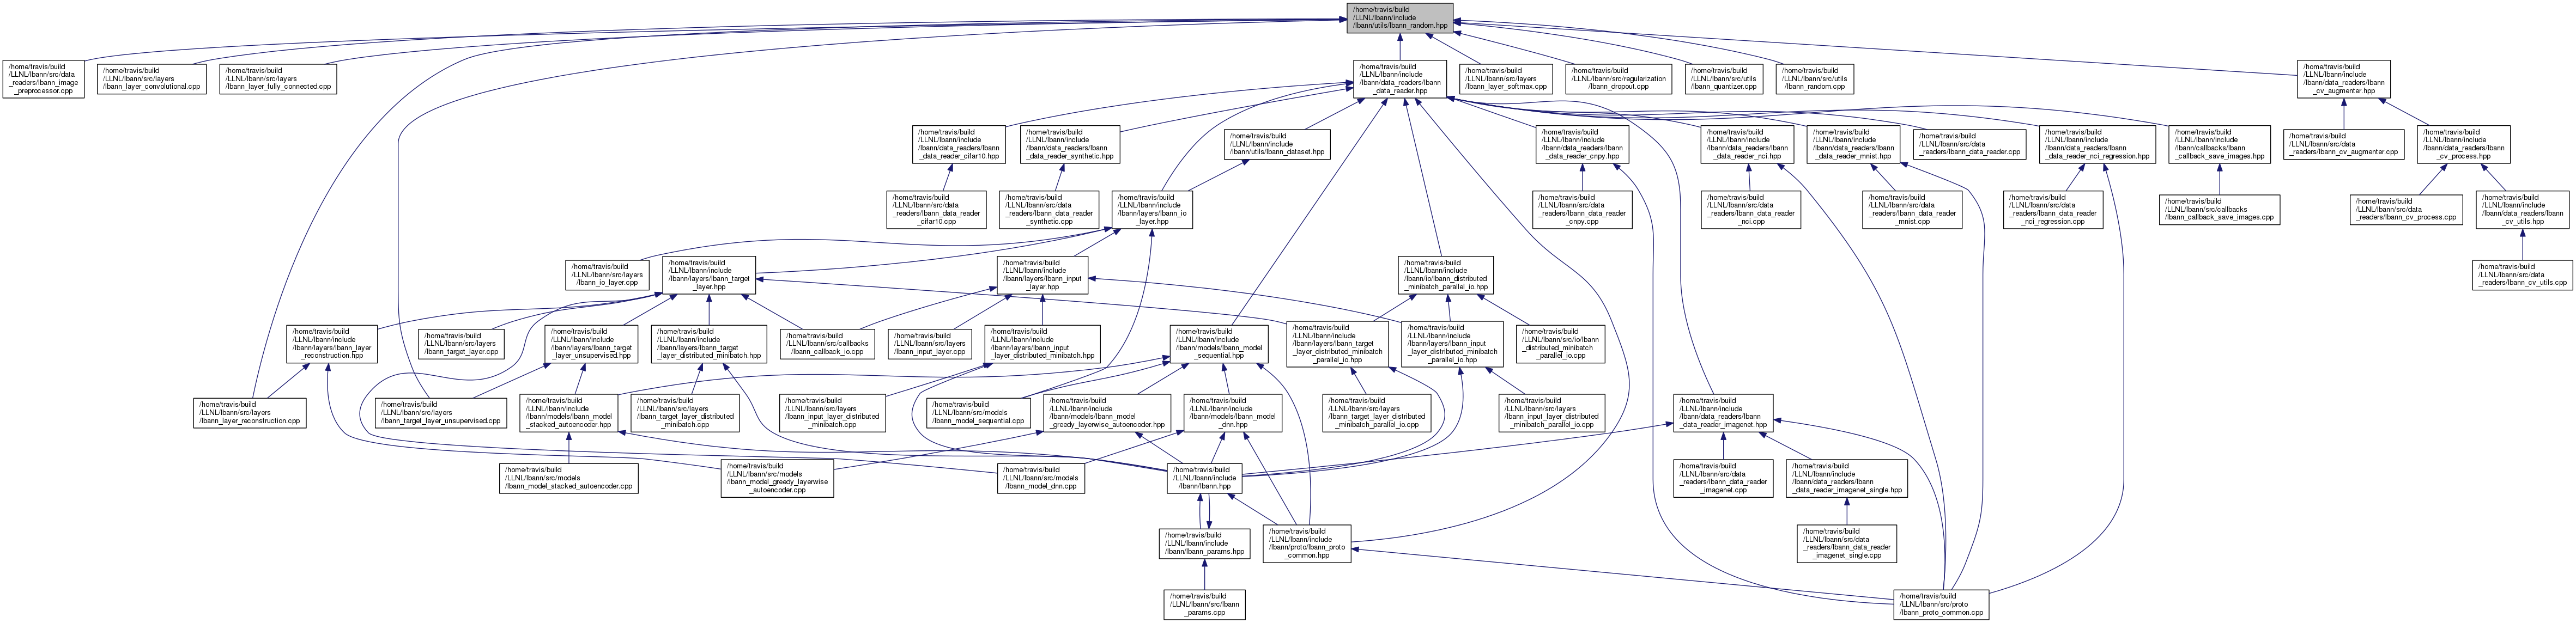 /home/travis/build
/LLNL/lbann/include
/lbann/utils/lbann_random.hpp
/home/travis/build
/LLNL/lbann/src/data
_readers/lbann_image
_preprocessor.cpp
/home/travis/build
/LLNL/lbann/src/layers
/lbann_layer_convolutional.cpp
/home/travis/build
/LLNL/lbann/src/layers
/lbann_layer_fully_connected.cpp
/home/travis/build
/LLNL/lbann/include
/lbann/data_readers/lbann
_data_reader.hpp
/home/travis/build
/LLNL/lbann/src/layers
/lbann_layer_softmax.cpp
/home/travis/build
/LLNL/lbann/src/regularization
/lbann_dropout.cpp
/home/travis/build
/LLNL/lbann/src/utils
/lbann_quantizer.cpp
/home/travis/build
/LLNL/lbann/src/utils
/lbann_random.cpp
/home/travis/build
/LLNL/lbann/include
/lbann/data_readers/lbann
_cv_augmenter.hpp
/home/travis/build
/LLNL/lbann/include
/lbann/data_readers/lbann
_data_reader_cifar10.hpp
/home/travis/build
/LLNL/lbann/include
/lbann/data_readers/lbann
_data_reader_synthetic.hpp
/home/travis/build
/LLNL/lbann/include
/lbann/utils/lbann_dataset.hpp
/home/travis/build
/LLNL/lbann/include
/lbann/data_readers/lbann
_data_reader_cnpy.hpp
/home/travis/build
/LLNL/lbann/include
/lbann/data_readers/lbann
_data_reader_nci.hpp
/home/travis/build
/LLNL/lbann/include
/lbann/data_readers/lbann
_data_reader_mnist.hpp
/home/travis/build
/LLNL/lbann/src/data
_readers/lbann_data_reader.cpp
/home/travis/build
/LLNL/lbann/include
/lbann/data_readers/lbann
_data_reader_nci_regression.hpp
/home/travis/build
/LLNL/lbann/include
/lbann/callbacks/lbann
_callback_save_images.hpp
/home/travis/build
/LLNL/lbann/src/data
_readers/lbann_cv_augmenter.cpp
/home/travis/build
/LLNL/lbann/include
/lbann/data_readers/lbann
_cv_process.hpp
/home/travis/build
/LLNL/lbann/src/data
_readers/lbann_data_reader
_cifar10.cpp
/home/travis/build
/LLNL/lbann/src/data
_readers/lbann_data_reader
_synthetic.cpp
/home/travis/build
/LLNL/lbann/include
/lbann/layers/lbann_io
_layer.hpp
/home/travis/build
/LLNL/lbann/src/data
_readers/lbann_data_reader
_cnpy.cpp
/home/travis/build
/LLNL/lbann/src/data
_readers/lbann_data_reader
_nci.cpp
/home/travis/build
/LLNL/lbann/src/data
_readers/lbann_data_reader
_mnist.cpp
/home/travis/build
/LLNL/lbann/src/data
_readers/lbann_data_reader
_nci_regression.cpp
/home/travis/build
/LLNL/lbann/src/callbacks
/lbann_callback_save_images.cpp
/home/travis/build
/LLNL/lbann/src/data
_readers/lbann_cv_process.cpp
/home/travis/build
/LLNL/lbann/include
/lbann/data_readers/lbann
_cv_utils.hpp
/home/travis/build
/LLNL/lbann/src/layers
/lbann_io_layer.cpp
/home/travis/build
/LLNL/lbann/include
/lbann/layers/lbann_target
_layer.hpp
/home/travis/build
/LLNL/lbann/include
/lbann/layers/lbann_input
_layer.hpp
/home/travis/build
/LLNL/lbann/include
/lbann/io/lbann_distributed
_minibatch_parallel_io.hpp
/home/travis/build
/LLNL/lbann/src/data
_readers/lbann_cv_utils.cpp
/home/travis/build
/LLNL/lbann/include
/lbann/layers/lbann_layer
_reconstruction.hpp
/home/travis/build
/LLNL/lbann/src/layers
/lbann_target_layer.cpp
/home/travis/build
/LLNL/lbann/include
/lbann/layers/lbann_target
_layer_unsupervised.hpp
/home/travis/build
/LLNL/lbann/include
/lbann/layers/lbann_target
_layer_distributed_minibatch.hpp
/home/travis/build
/LLNL/lbann/src/callbacks
/lbann_callback_io.cpp
/home/travis/build
/LLNL/lbann/src/layers
/lbann_input_layer.cpp
/home/travis/build
/LLNL/lbann/include
/lbann/layers/lbann_input
_layer_distributed_minibatch.hpp
/home/travis/build
/LLNL/lbann/include
/lbann/models/lbann_model
_sequential.hpp
/home/travis/build
/LLNL/lbann/include
/lbann/layers/lbann_target
_layer_distributed_minibatch
_parallel_io.hpp
/home/travis/build
/LLNL/lbann/include
/lbann/layers/lbann_input
_layer_distributed_minibatch
_parallel_io.hpp
/home/travis/build
/LLNL/lbann/src/io/lbann
_distributed_minibatch
_parallel_io.cpp
/home/travis/build
/LLNL/lbann/src/layers
/lbann_layer_reconstruction.cpp
/home/travis/build
/LLNL/lbann/src/layers
/lbann_target_layer_unsupervised.cpp
/home/travis/build
/LLNL/lbann/include
/lbann/models/lbann_model
_stacked_autoencoder.hpp
/home/travis/build
/LLNL/lbann/src/layers
/lbann_target_layer_distributed
_minibatch.cpp
/home/travis/build
/LLNL/lbann/src/layers
/lbann_input_layer_distributed
_minibatch.cpp
/home/travis/build
/LLNL/lbann/src/models
/lbann_model_sequential.cpp
/home/travis/build
/LLNL/lbann/include
/lbann/models/lbann_model
_greedy_layerwise_autoencoder.hpp
/home/travis/build
/LLNL/lbann/include
/lbann/models/lbann_model
_dnn.hpp
/home/travis/build
/LLNL/lbann/src/layers
/lbann_target_layer_distributed
_minibatch_parallel_io.cpp
/home/travis/build
/LLNL/lbann/src/layers
/lbann_input_layer_distributed
_minibatch_parallel_io.cpp
/home/travis/build
/LLNL/lbann/include
/lbann/data_readers/lbann
_data_reader_imagenet.hpp
/home/travis/build
/LLNL/lbann/src/models
/lbann_model_stacked_autoencoder.cpp
/home/travis/build
/LLNL/lbann/src/models
/lbann_model_greedy_layerwise
_autoencoder.cpp
/home/travis/build
/LLNL/lbann/src/models
/lbann_model_dnn.cpp
/home/travis/build
/LLNL/lbann/include
/lbann/lbann.hpp
/home/travis/build
/LLNL/lbann/src/data
_readers/lbann_data_reader
_imagenet.cpp
/home/travis/build
/LLNL/lbann/include
/lbann/data_readers/lbann
_data_reader_imagenet_single.hpp
/home/travis/build
/LLNL/lbann/include
/lbann/lbann_params.hpp
/home/travis/build
/LLNL/lbann/include
/lbann/proto/lbann_proto
_common.hpp
/home/travis/build
/LLNL/lbann/src/data
_readers/lbann_data_reader
_imagenet_single.cpp
/home/travis/build
/LLNL/lbann/src/lbann
_params.cpp
/home/travis/build
/LLNL/lbann/src/proto
/lbann_proto_common.cpp